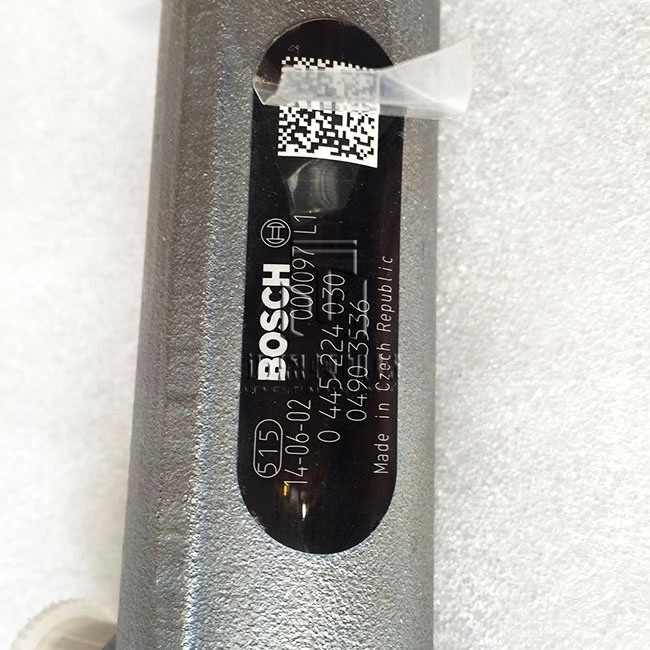 BOSCH
515
14-06-02 000097 L1
0 445 224 030
0490 3536
Made in Czech Republic